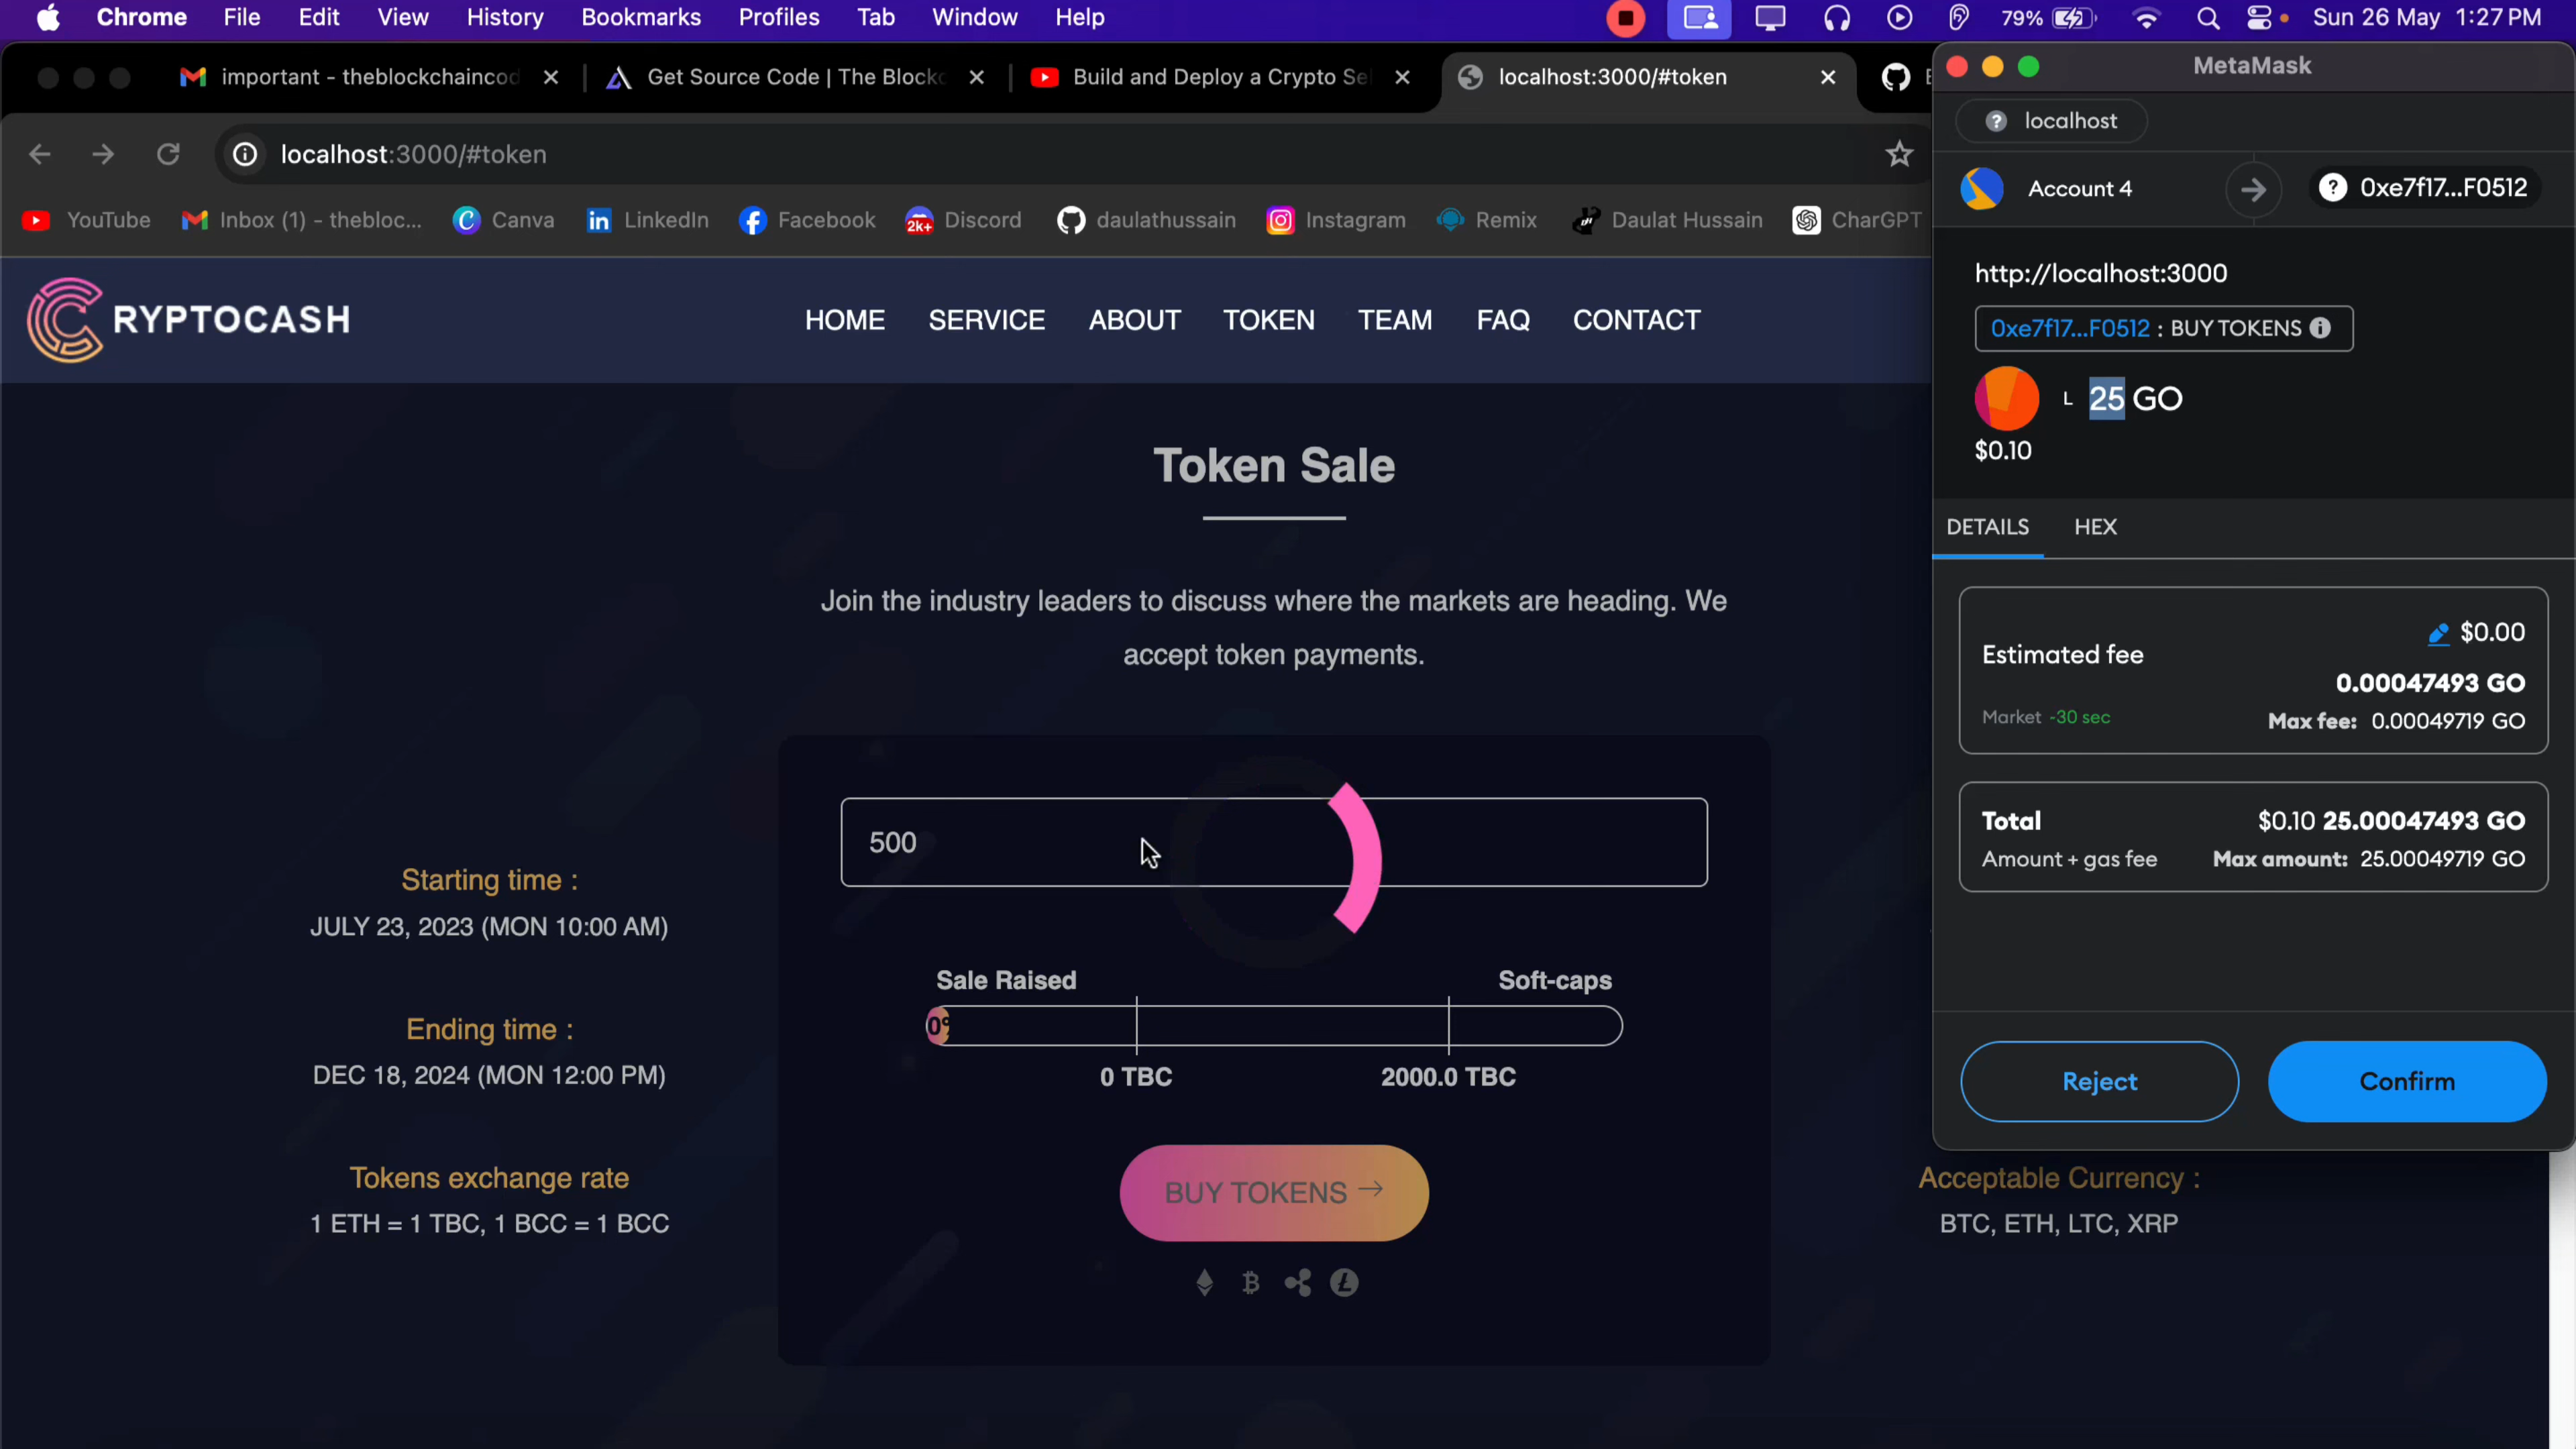 Chrome File Edit View History Bookmarks Profiles Tab Window Help 79% Sun 26 May 1:27 PM
important - theblockchaincod Get Source Code | The Blockc Build and Deploy a Crypto Sel localhost:3000/#token
localhost:3000/#token
YouTube Inbox (1) - thebloc... Canva LinkedIn Facebook 2k+ Discord daulathussain Instagram Remix Daulat Hussain CharGPT
RYPTOCASH
HOME SERVICE ABOUT TOKEN TEAM FAQ CONTACT
Token Sale
Join the industry leaders to discuss where the markets are heading. We
accept token payments.
Starting time :
JULY 23, 2023 (MON 10:00 AM)
Ending time :
DEC 18, 2024 (MON 12:00 PM)
Tokens exchange rate
1 ETH = 1 TBC, 1 BCC = 1 BCC
500
Sale Raised Soft-caps
0 TBC 2000.0 TBC
BUY TOKENS
Acceptable Currency :
BTC, ETH, LTC, XRP
MetaMask
localhost
Account 4 0xe7f17...F0512
http://localhost:3000
0xe7f17...F0512 : BUY TOKENS
L 25 GO
$0.10
DETAILS HEX
Estimated fee $0.00
0.00047493 GO
Market ~30 sec Max fee: 0.00049719 GO
Total $0.10 25.00047493 GO
Amount + gas fee Max amount: 25.00049719 GO
Reject Confirm